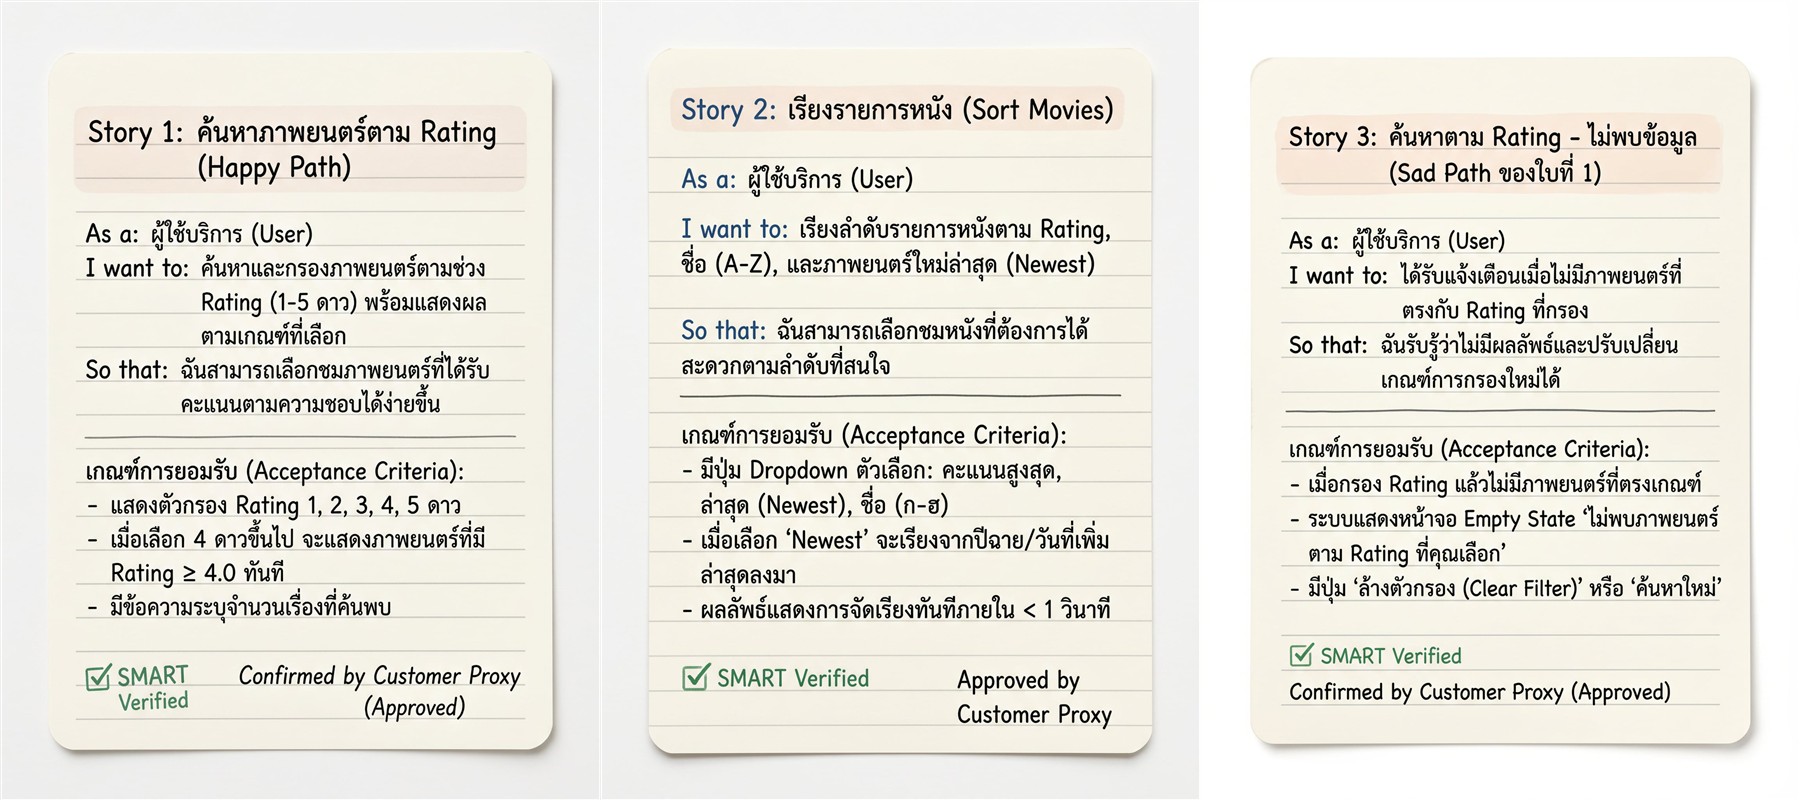 Story 1: ค้นหาภาพยนตร์ตาม Rating
(Happy Path)
As a: ผู้ใช้บริการ (User)
I want to: ค้นหาและกรองภาพยนตร์ตามช่วง
Rating (1-5 ดาว) พร้อมแสดงผล
ตามเกณฑ์ที่เลือก
So that: ฉันสามารถเลือกชมภาพยนตร์ที่ได้รับ
คะแนนตามความชอบได้ง่ายขึ้น
เกณฑ์การยอมรับ (Acceptance Criteria):
- แสดงตัวกรอง Rating 1, 2, 3, 4, 5 ดาว
- เมื่อเลือก 4 ดาวขึ้นไป จะแสดงภาพยนตร์ที่มี
Rating ≥ 4.0 ทันที
- มีข้อความระบุจำนวนเรื่องที่ค้นพบ
SMART
Verified
Confirmed by Customer Proxy
(Approved)
Story 2: เรียงรายการหนัง (Sort Movies)
As a: ผู้ใช้บริการ (User)
I want to: เรียงลำดับรายการหนังตาม Rating,
ชื่อ (A-Z), และภาพยนตร์ใหม่ล่าสุด (Newest)
So that: ฉันสามารถเลือกชมหนังที่ต้องการได้
สะดวกตามลำดับที่สนใจ
เกณฑ์การยอมรับ (Acceptance Criteria):
- มีปุ่ม Dropdown ตัวเลือก: คะแนนสูงสุด,
ล่าสุด (Newest), ชื่อ (ก-ฮ)
- เมื่อเลือก ‘Newest’ จะเรียงจากปีฉาย/วันที่เพิ่ม
ล่าสุดลงมา
- ผลลัพธ์แสดงการจัดเรียงทันทีภายใน < 1 วินาที
SMART Verified
Approved by
Customer Proxy
Story 3: ค้นหาตาม Rating - ไม่พบข้อมูล
(Sad Path ของใบที่ 1)
As a: ผู้ใช้บริการ (User)
I want to: ได้รับแจ้งเตือนเมื่อไม่มีภาพยนตร์ที่
ตรงกับ Rating ที่กรอง
So that: ฉันรับรู้ว่าไม่มีผลลัพธ์และปรับเปลี่ยน
เกณฑ์การกรองใหม่ได้
เกณฑ์การยอมรับ (Acceptance Criteria):
- เมื่อกรอง Rating แล้วไม่มีภาพยนตร์ที่ตรงเกณฑ์
- ระบบแสดงหน้าจอ Empty State ‘ไม่พบภาพยนตร์
ตาม Rating ที่คุณเลือก’
- มีปุ่ม ‘ล้างตัวกรอง (Clear Filter)’ หรือ ‘ค้นหาใหม่’
SMART Verified
Confirmed by Customer Proxy (Approved)